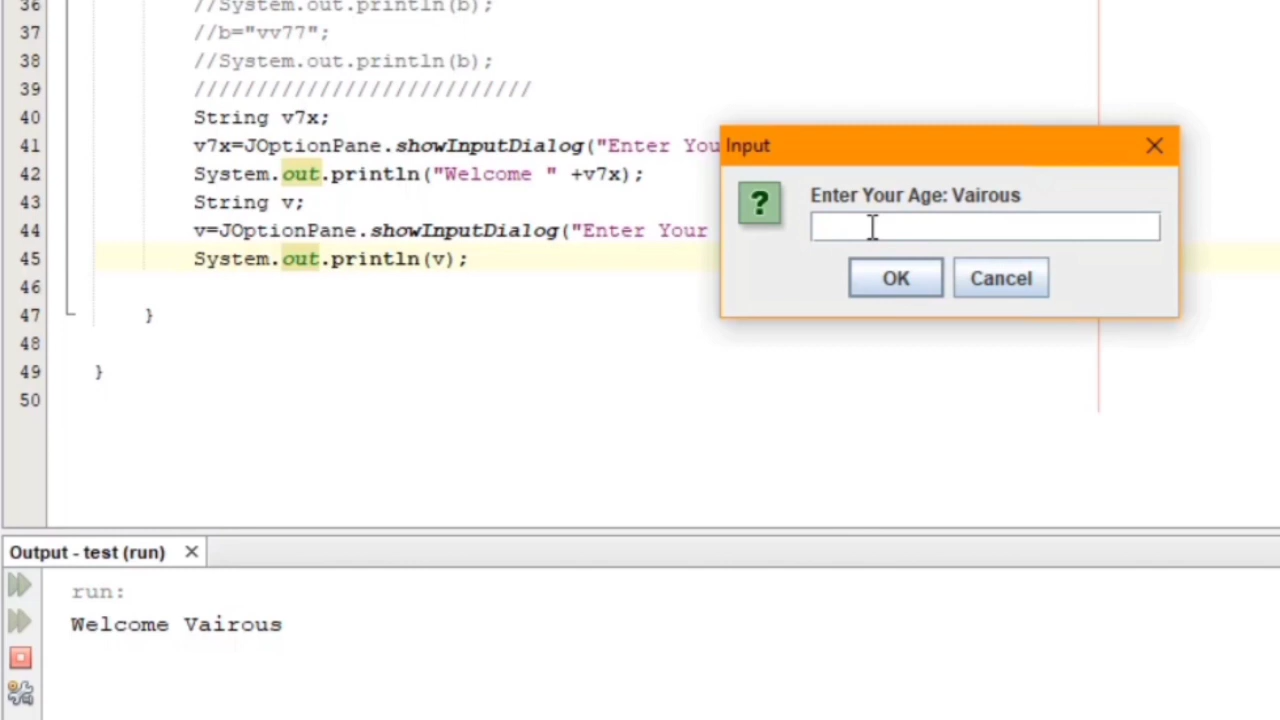 36 //System.out.println(b);
37 //b="vv77";
38 //System.out.println(b);
39 ///////////////////////////
40 String v7x;
41 v7x=JOptionPane.showInputDialog("Enter You
42 System.out.println("Welcome " +v7x);
43 String v;
44 v=JOptionPane.showInputDialog("Enter Your
45 System.out.println(v);
46
47 }
48
49 }
50
Input
?
Enter Your Age: Vairous
OK Cancel
Output - test (run)
run:
Welcome Vairous